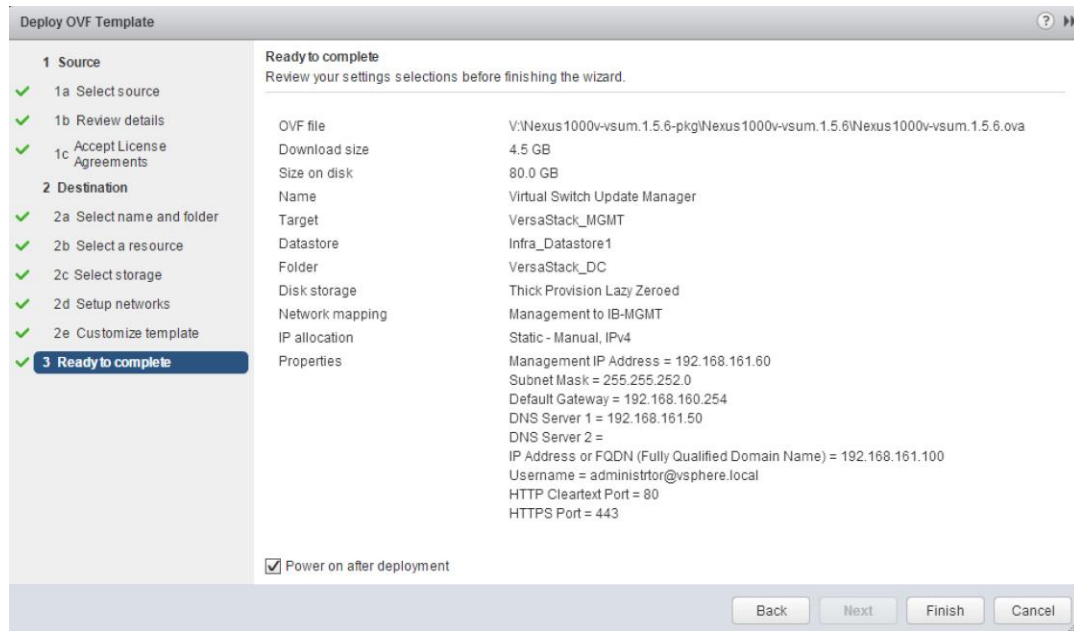 Deploy OVF Template
?
1 Source
1a Select source
1b Review details
1c Accept License
Agreements
2 Destination
2a Select name and folder
2b Select a resource
2c Select storage
2d Setup networks
2e Customize template
3 Ready to complete
Ready to complete
Review your settings selections before finishing the wizard.
OVF file V:\Nexus1000v-vsum.1.5.6-pkg\Nexus1000v-vsum.1.5.6\Nexus1000v-vsum.1.5.6.ova
Download size 4.5 GB
Size on disk 80.0 GB
Name Virtual Switch Update Manager
Target VersaStack_MGMT
Datastore Infra_Datastore1
Folder VersaStack_DC
Disk storage Thick Provision Lazy Zeroed
Network mapping Management to IB-MGMT
IP allocation Static - Manual, IPv4
Properties Management IP Address = 192.168.161.60
Subnet Mask = 255.255.252.0
Default Gateway = 192.168.160.254
DNS Server 1 = 192.168.161.50
DNS Server 2 =
IP Address or FQDN (Fully Qualified Domain Name) = 192.168.161.100
Username = administrtor@vsphere.local
HTTP Cleartext Port = 80
HTTPS Port = 443
Power on after deployment
Back Next Finish Cancel